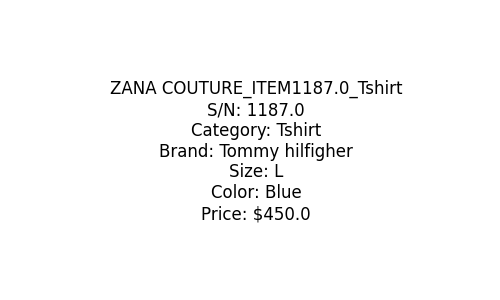 ZANA COUTURE_ITEM1187.0_Tshirt
S/N: 1187.0
Category: Tshirt
Brand: Tommy hilfigher
Size: L
Color: Blue
Price: $450.0